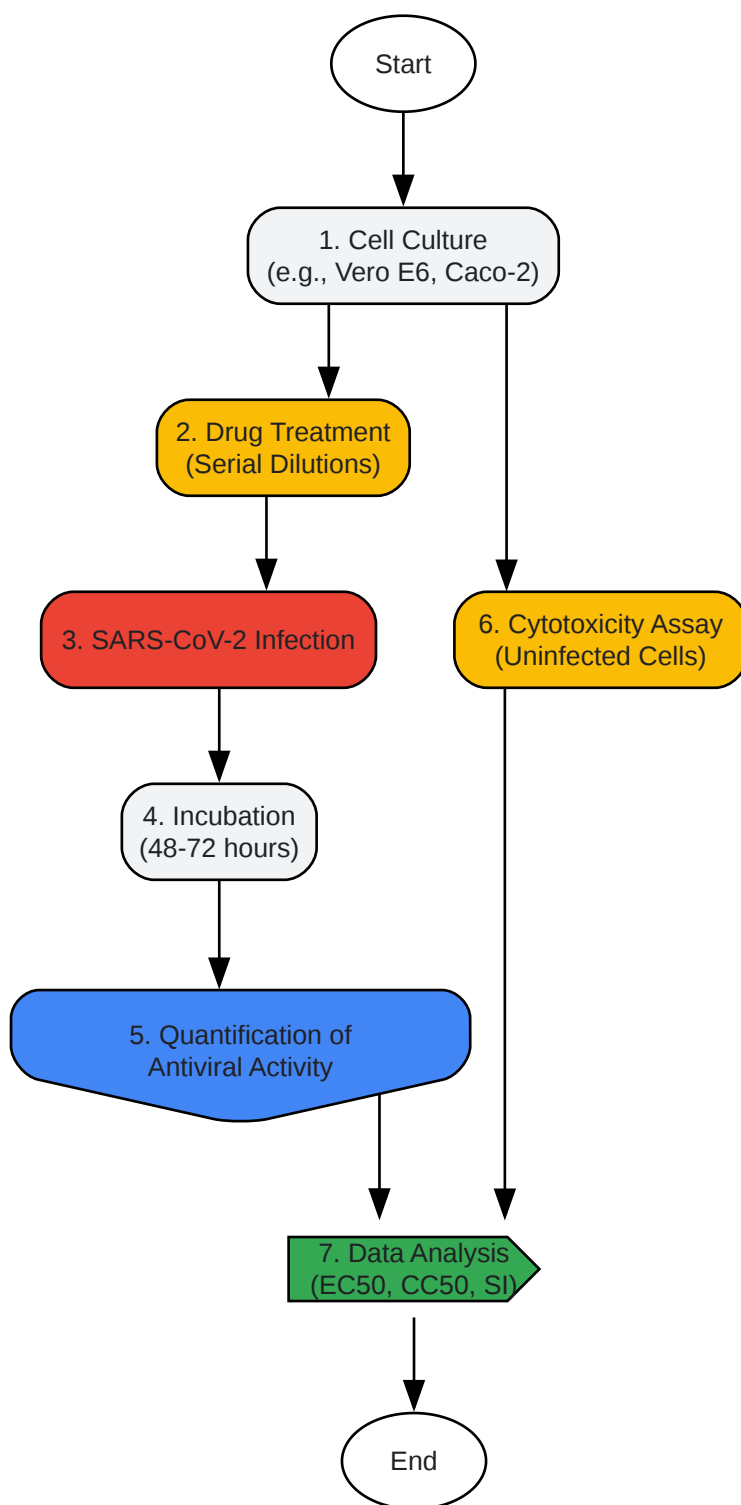 Start
1. Cell Culture
(e.g., Vero E6, Caco-2)
2. Drug Treatment
(Serial Dilutions)
3. SARS-CoV-2 Infection
6. Cytotoxicity Assay
(Uninfected Cells)
4. Incubation
(48-72 hours)
5. Quantification of
Antiviral Activity
7. Data Analysis
(EC50, CC50, SI)
End